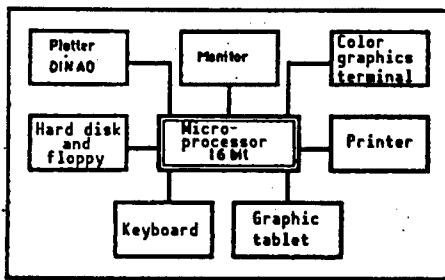 Plotter
DINA0
Monitor
Color
graphics
terminal
Hard disk
and
floppy
Micro-
processor
16 bit
Printer
Keyboard
Graphic
tablet